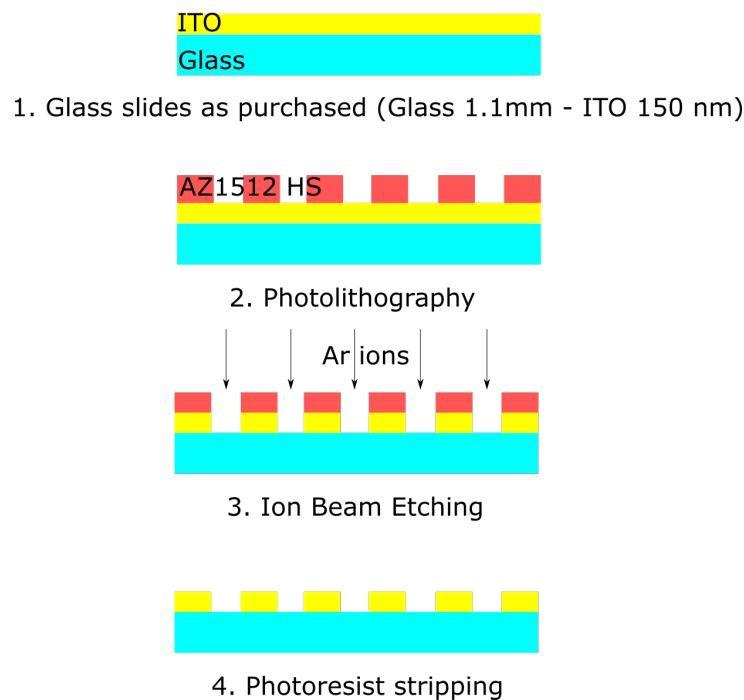 ITO
Glass
1. Glass slides as purchased (Glass 1.1mm - ITO 150 nm)
AZ1512 HS
2. Photolithography
Ar ions
3. Ion Beam Etching
4. Photoresist stripping